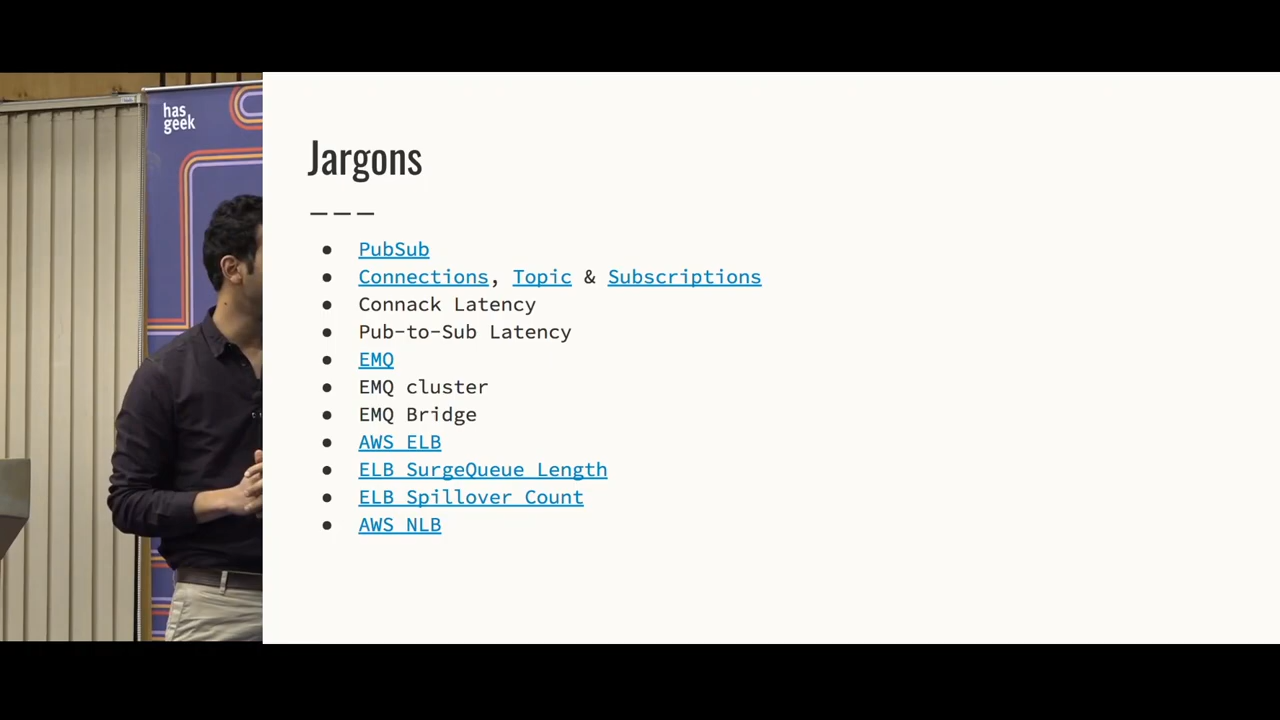 has
geek
Jargons
PubSub
Connections, Topic & Subscriptions
Connack Latency
Pub-to-Sub Latency
EMQ
EMQ cluster
EMQ Bridge
AWS ELB
ELB SurgeQueue Length
ELB Spillover Count
AWS NLB